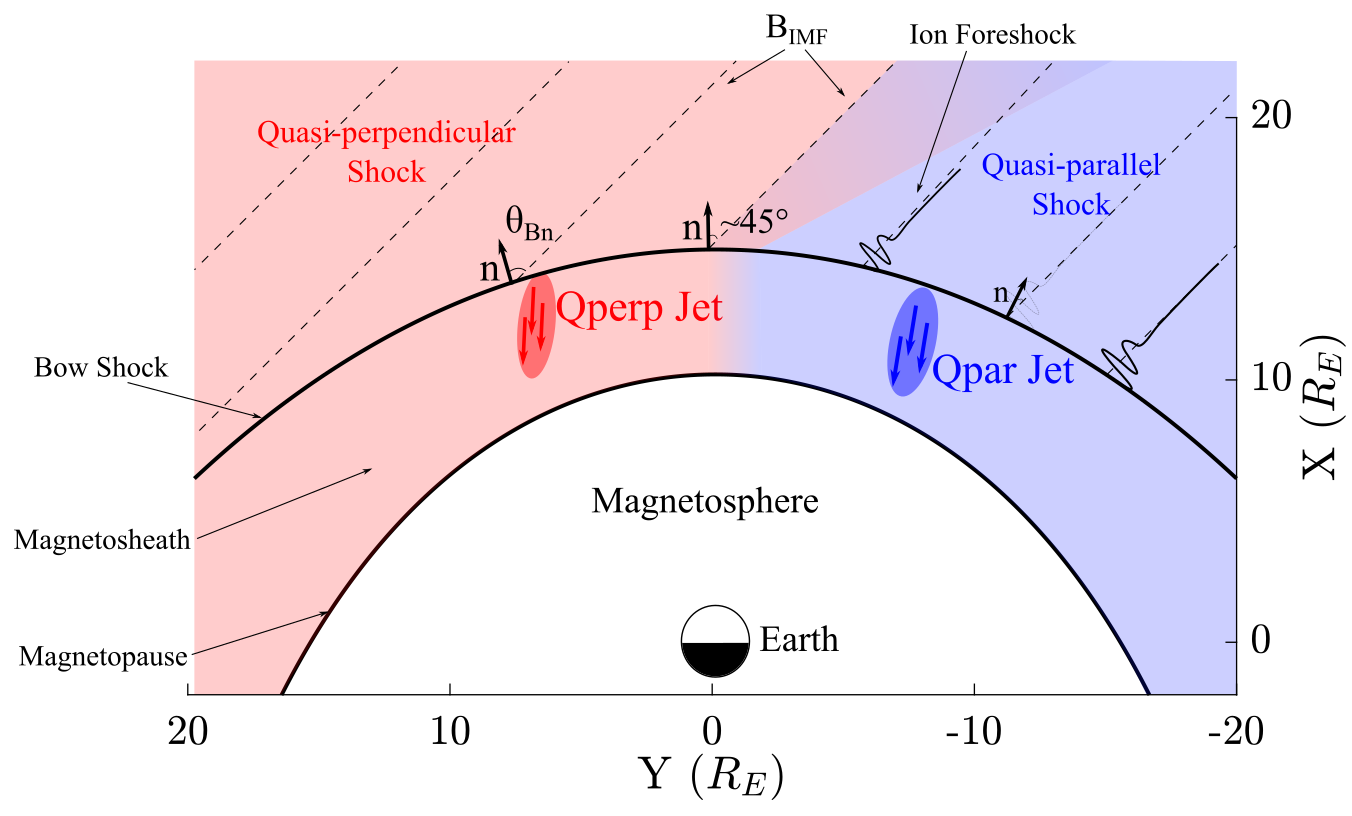 B_IMF
Ion Foreshock
20
Quasi-perpendicular
Shock
Quasi-parallel
Shock
θ_Bn
n
n
~45°
n
Qperp Jet
Qpar Jet
Bow Shock
10
X (R_E)
Magnetosphere
Magnetosheath
Earth
0
Magnetopause
20
10
0
-10
-20
Y (R_E)